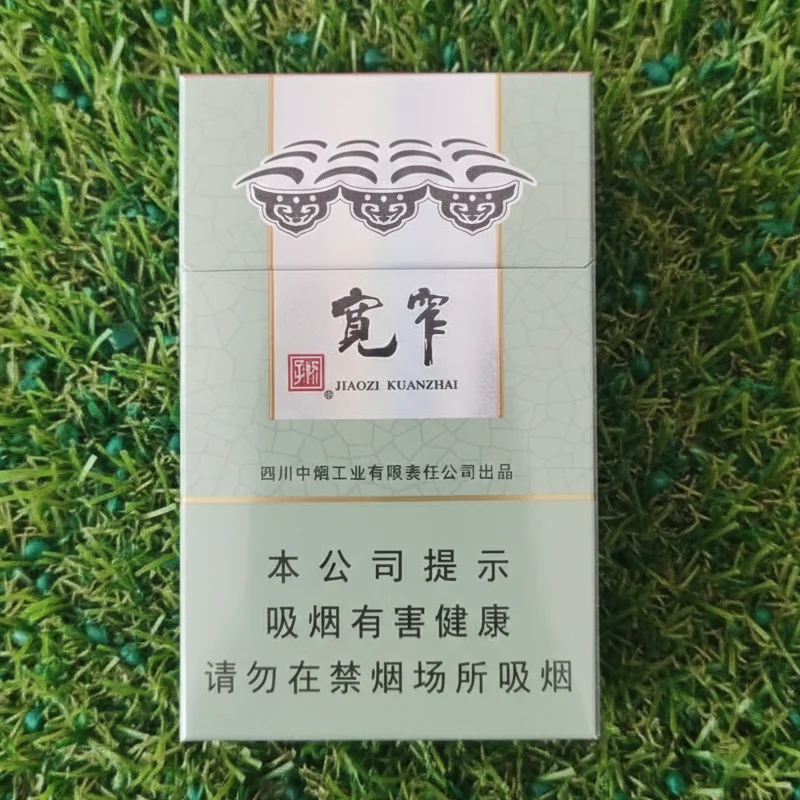 寬窄
JIAOZI KUANZHAI
四川中烟工业有限责任公司出品
本公司提示
吸烟有害健康
请勿在禁烟场所吸烟